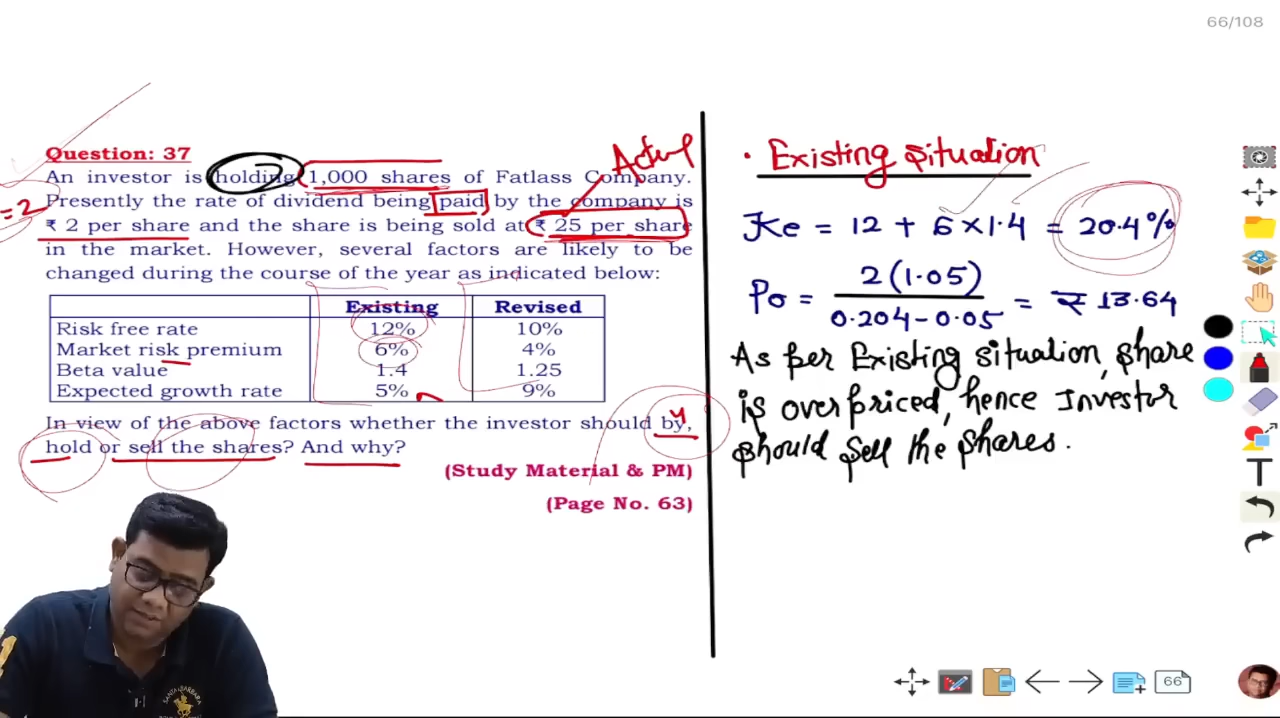 66/108
Question: 37
Actual
An investor is holding 1,000 shares of Fatlass Company.
Presently the rate of dividend being paid by the company is
= 2
₹ 2 per share and the share is being sold at ₹ 25 per share
in the market. However, several factors are likely to
be changed during the course of the year as indicated below:
Existing Revised
Risk free rate 12% 10%
Market risk premium 6% 4%
Beta value 1.4 1.25
Expected growth rate 5% 9%
In view of the above factors whether the investor should by,
hold or sell the shares? And why?
(Study Material & PM)
(Page No. 63)
• Existing situation
Ke = 12 + 6 × 1.4 = 20.4%
Po = 2(1.05) / 0.204 - 0.05 = ₹ 13.64
As per Existing situation, share
is overpriced, hence Investor
should sell the shares.
SANTA BARBARA
66